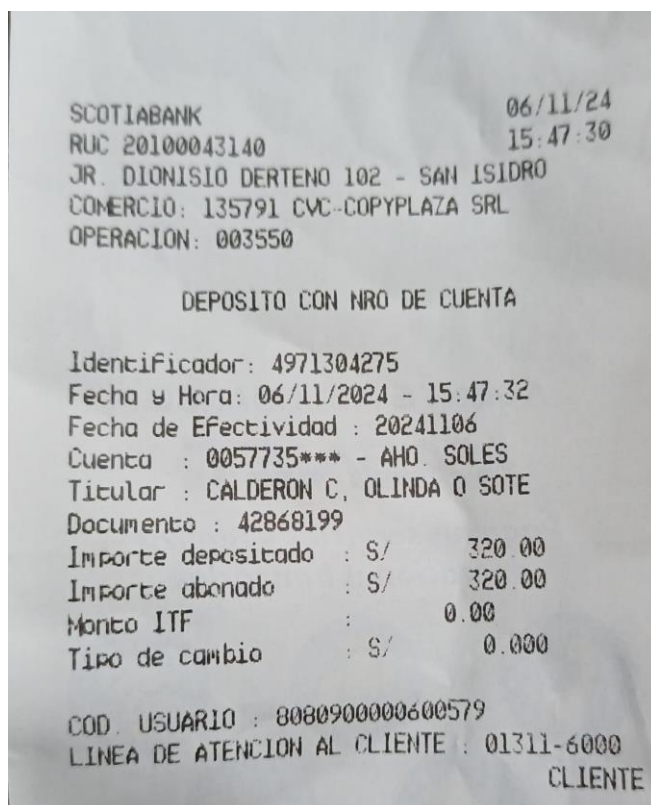 SCOTIABANK 06/11/24
RUC 20100043140 15:47:30
JR. DIONISIO DERTENO 102 - SAN ISIDRO
COMERCIO: 135791 CVC-COPYPLAZA SRL
OPERACION: 003550
DEPOSITO CON NRO DE CUENTA
Identificador: 4971304275
Fecha y Hora: 06/11/2024 - 15:47:32
Fecha de Efectividad : 20241106
Cuenta : 0057735*** - AHO. SOLES
Titular : CALDERON C, OLINDA O SOTE
Documento : 42868199
Importe depositado : S/ 320.00
Importe abonado : S/ 320.00
Monto ITF : 0.00
Tipo de cambio : S/ 0.000
COD. USUARIO : 8080900000600579
LINEA DE ATENCION AL CLIENTE : 01311-6000
CLIENTE